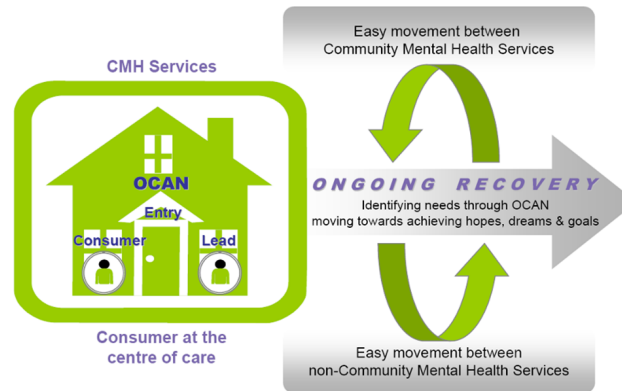 CMH Services
OCAN
Entry
Consumer
Lead
Consumer at the
centre of care
Easy movement between
Community Mental Health Services
ONGOING RECOVERY
Identifying needs through OCAN
moving towards achieving hopes, dreams & goals
Easy movement between
non-Community Mental Health Services